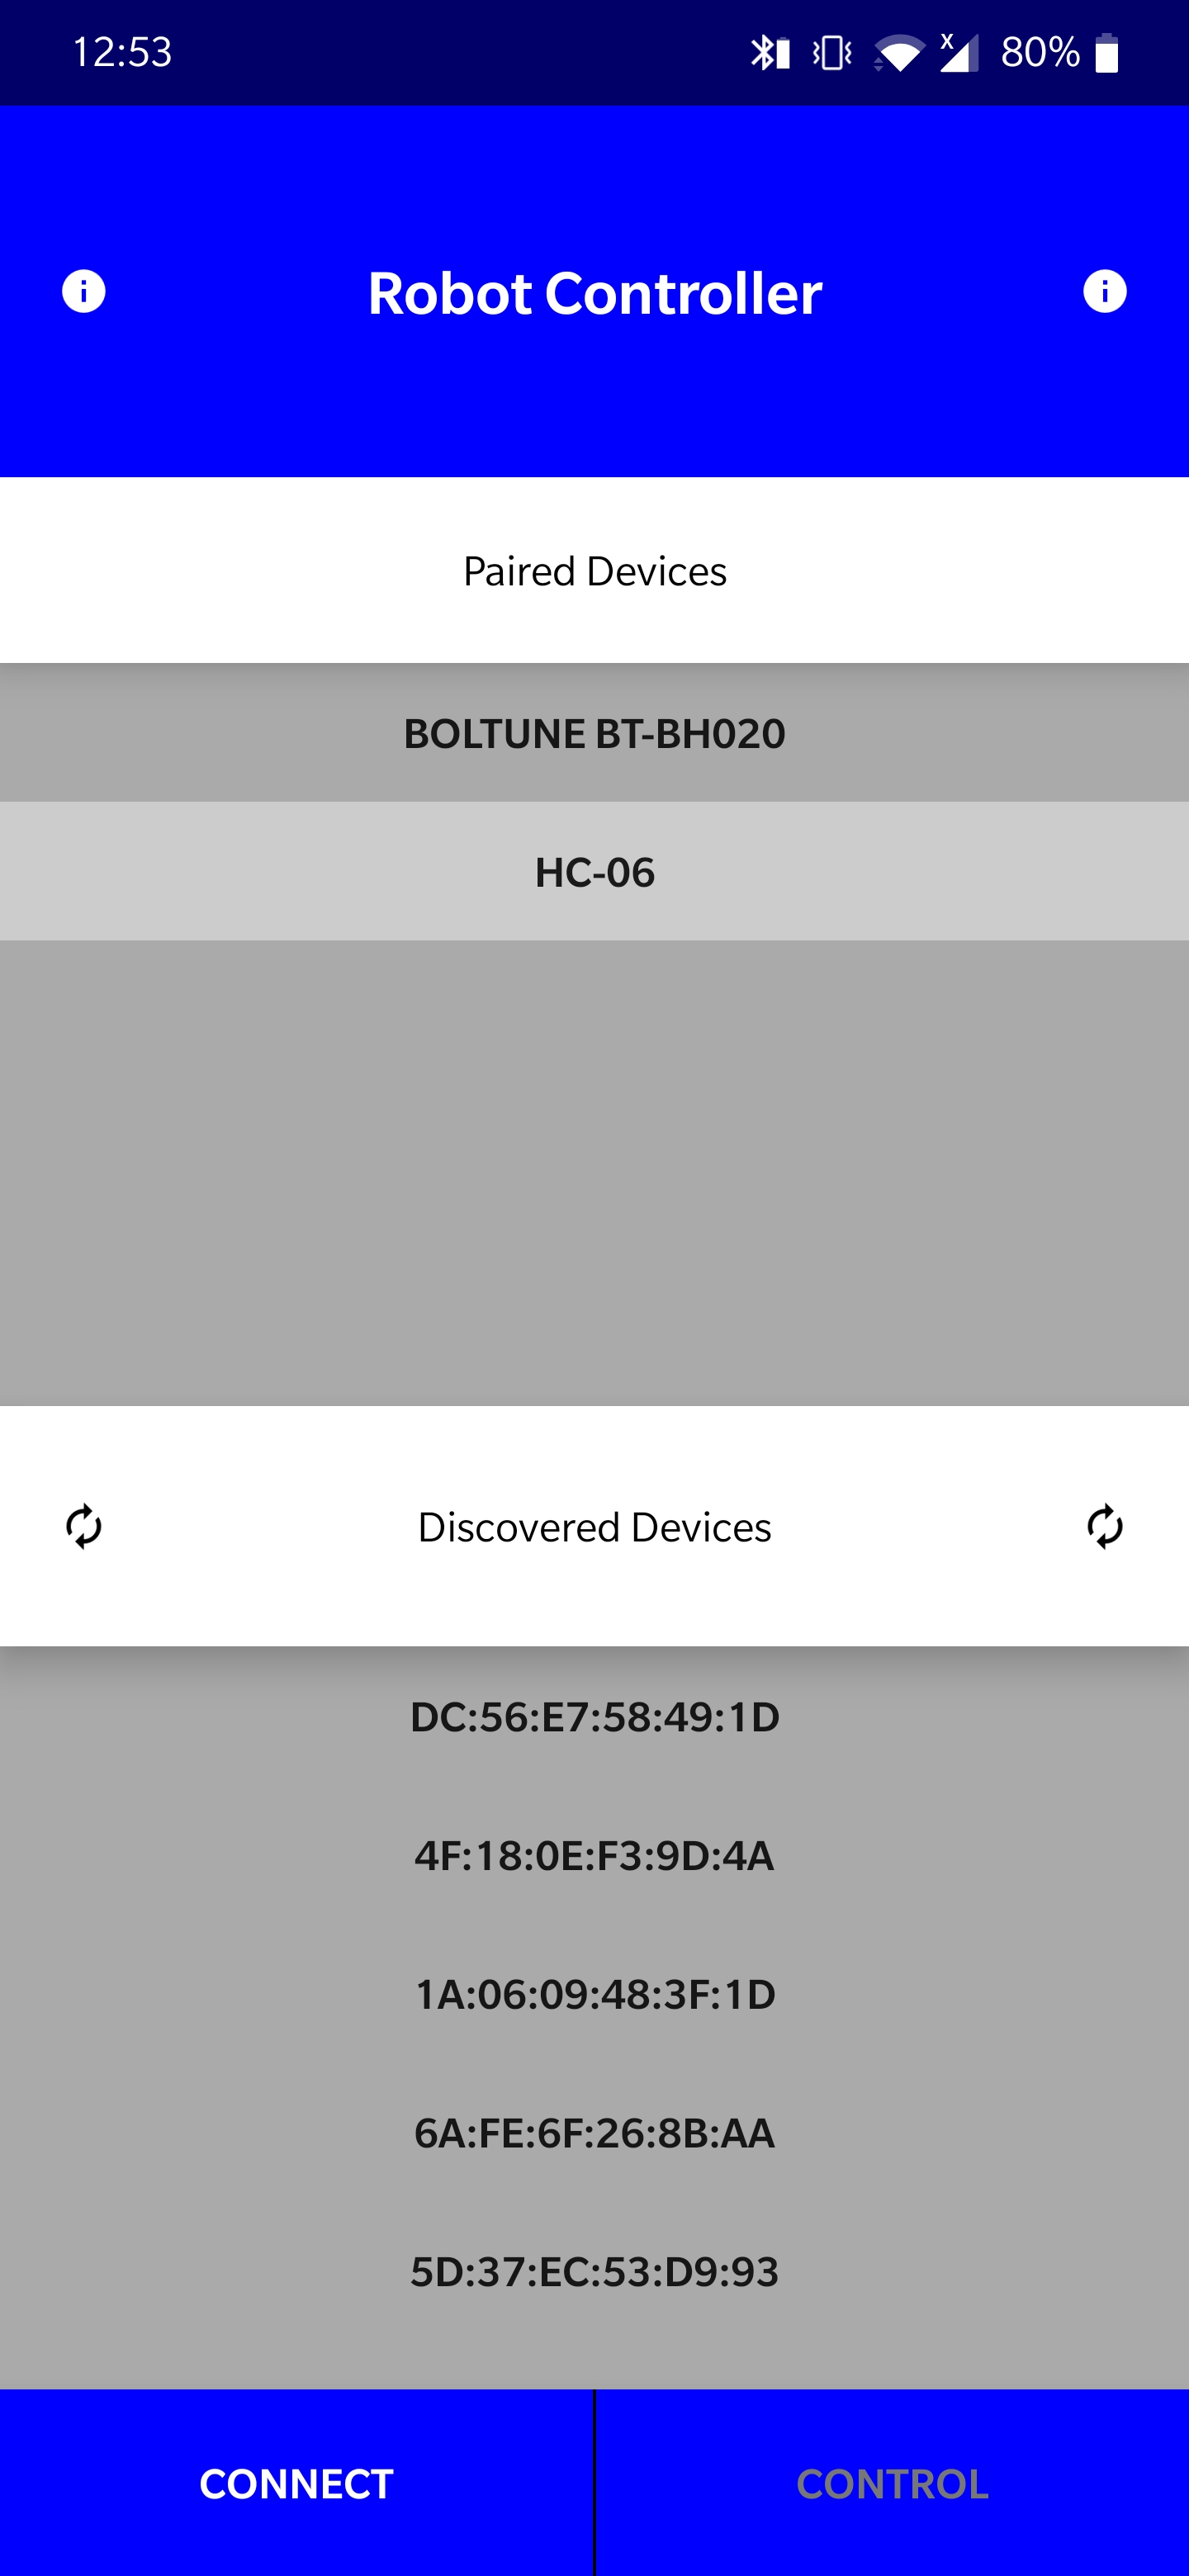 12:53
80%
Robot Controller
Paired Devices
BOLTUNE BT-BH020
HC-06
Discovered Devices
DC:56:E7:58:49:1D
4F:18:0E:F3:9D:4A
1A:06:09:48:3F:1D
6A:FE:6F:26:8B:AA
5D:37:EC:53:D9:93
CONNECT
CONTROL